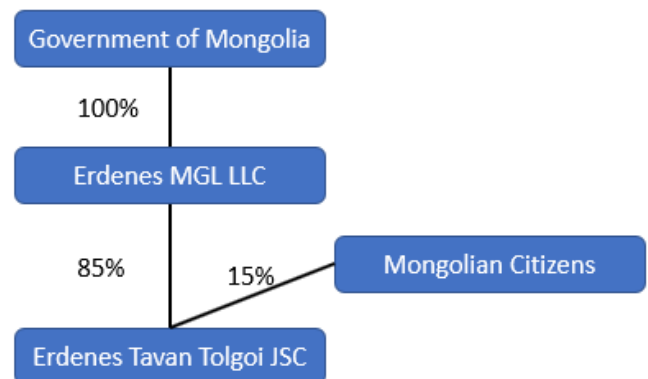 Government of Mongolia
100%
Erdenes MGL LLC
85%
15%
Mongolian Citizens
Erdenes Tavan Tolgoi JSC